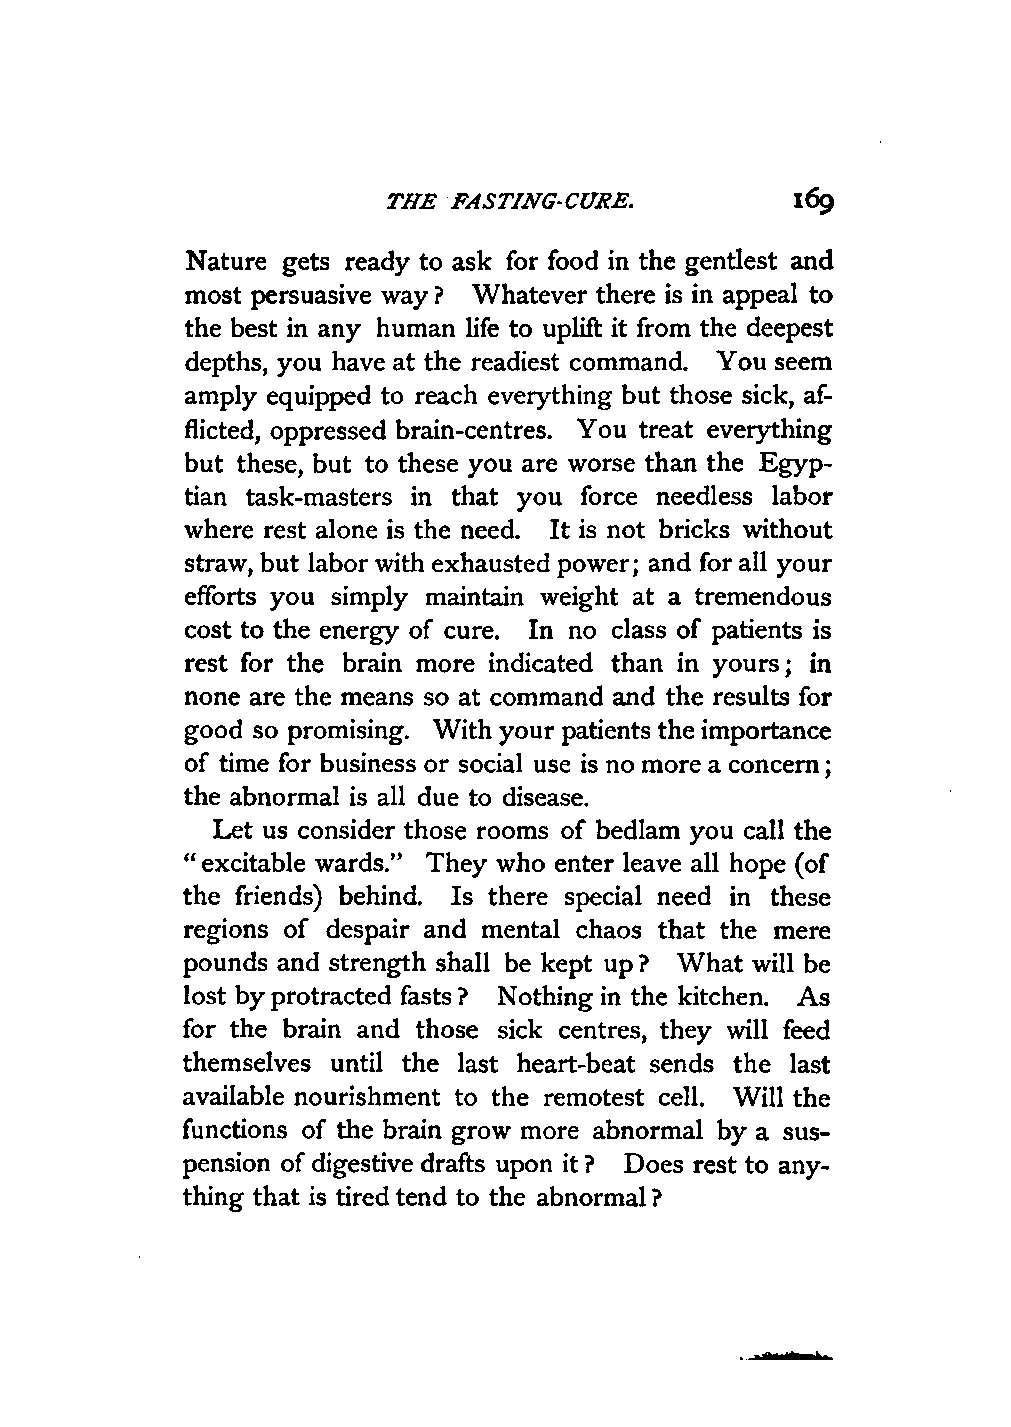 THE FASTING-CURE. 169
Nature gets ready to ask for food in the gentlest and
most persuasive way? Whatever there is in appeal to
the best in any human life to uplift it from the deepest
depths, you have at the readiest command. You seem
amply equipped to reach everything but those sick, af-
flicted, oppressed brain-centres. You treat everything
but these, but to these you are worse than the Egyp-
tian task-masters in that you force needless labor
where rest alone is the need. It is not bricks without
straw, but labor with exhausted power; and for all your
efforts you simply maintain weight at a tremendous
cost to the energy of cure. In no class of patients is
rest for the brain more indicated than in yours; in
none are the means so at command and the results for
good so promising. With your patients the importance
of time for business or social use is no more a concern;
the abnormal is all due to disease.
Let us consider those rooms of bedlam you call the
"excitable wards." They who enter leave all hope (of
the friends) behind. Is there special need in these
regions of despair and mental chaos that the mere
pounds and strength shall be kept up? What will be
lost by protracted fasts? Nothing in the kitchen. As
for the brain and those sick centres, they will feed
themselves until the last heart-beat sends the last
available nourishment to the remotest cell. Will the
functions of the brain grow more abnormal by a sus-
pension of digestive drafts upon it? Does rest to any-
thing that is tired tend to the abnormal?